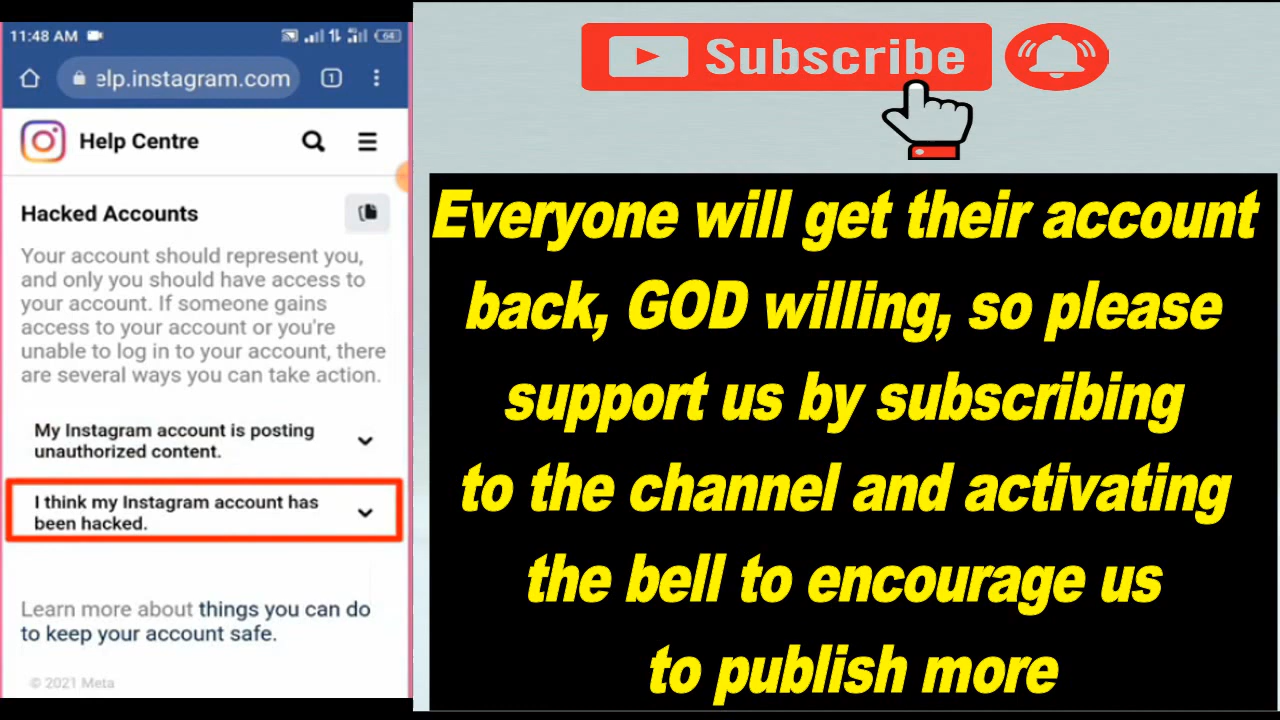 11:48 AM
64
elp.instagram.com
1
Help Centre
Hacked Accounts
Your account should represent you,
and only you should have access to
your account. If someone gains
access to your account or you're
unable to log in to your account, there
are several ways you can take action.
My Instagram account is posting
unauthorized content.
I think my Instagram account has
been hacked.
Learn more about things you can do
to keep your account safe.
© 2021 Meta
Subscribe
Everyone will get their account
back, GOD willing, so please
support us by subscribing
to the channel and activating
the bell to encourage us
to publish more